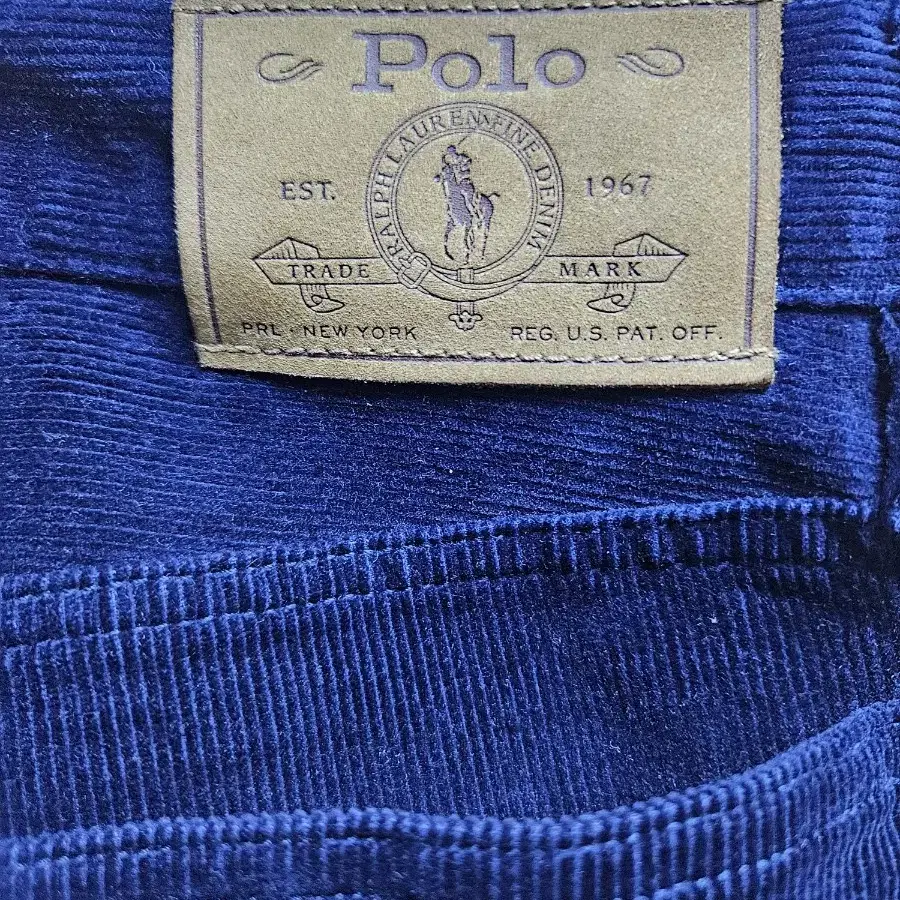 Polo
RALPH LAUREN FINE DENIM
EST. 1967
TRADE MARK
PRL · NEW YORK REG. U.S. PAT. OFF.